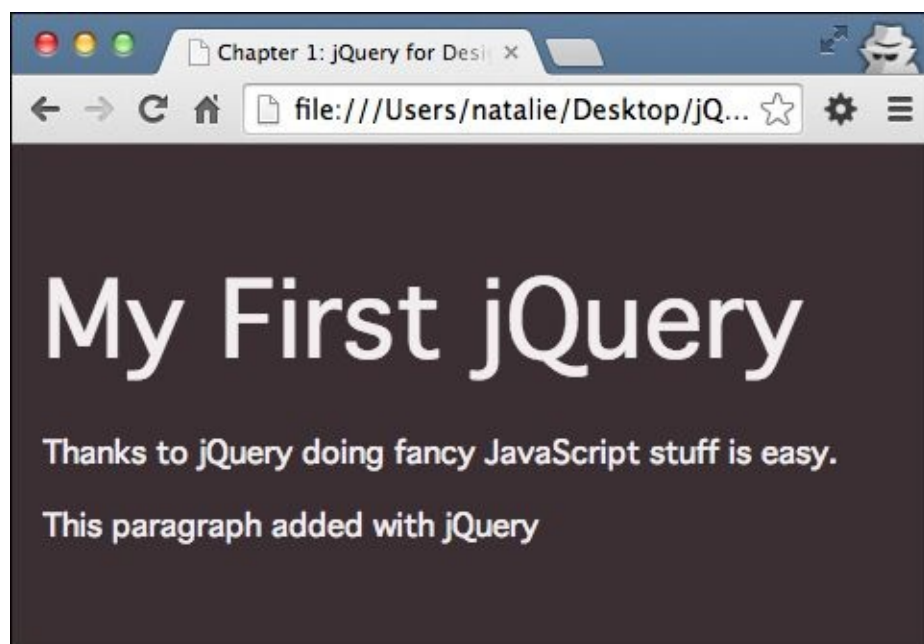 Chapter 1: jQuery for Desi
file:///Users/natalie/Desktop/jQ...
My First jQuery
Thanks to jQuery doing fancy JavaScript stuff is easy.
This paragraph added with jQuery